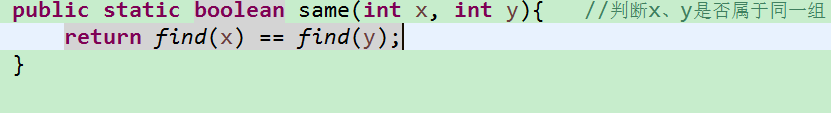 public static boolean same(int x, int y){    //判断x、y是否属于同一组
    return find(x) == find(y);
}